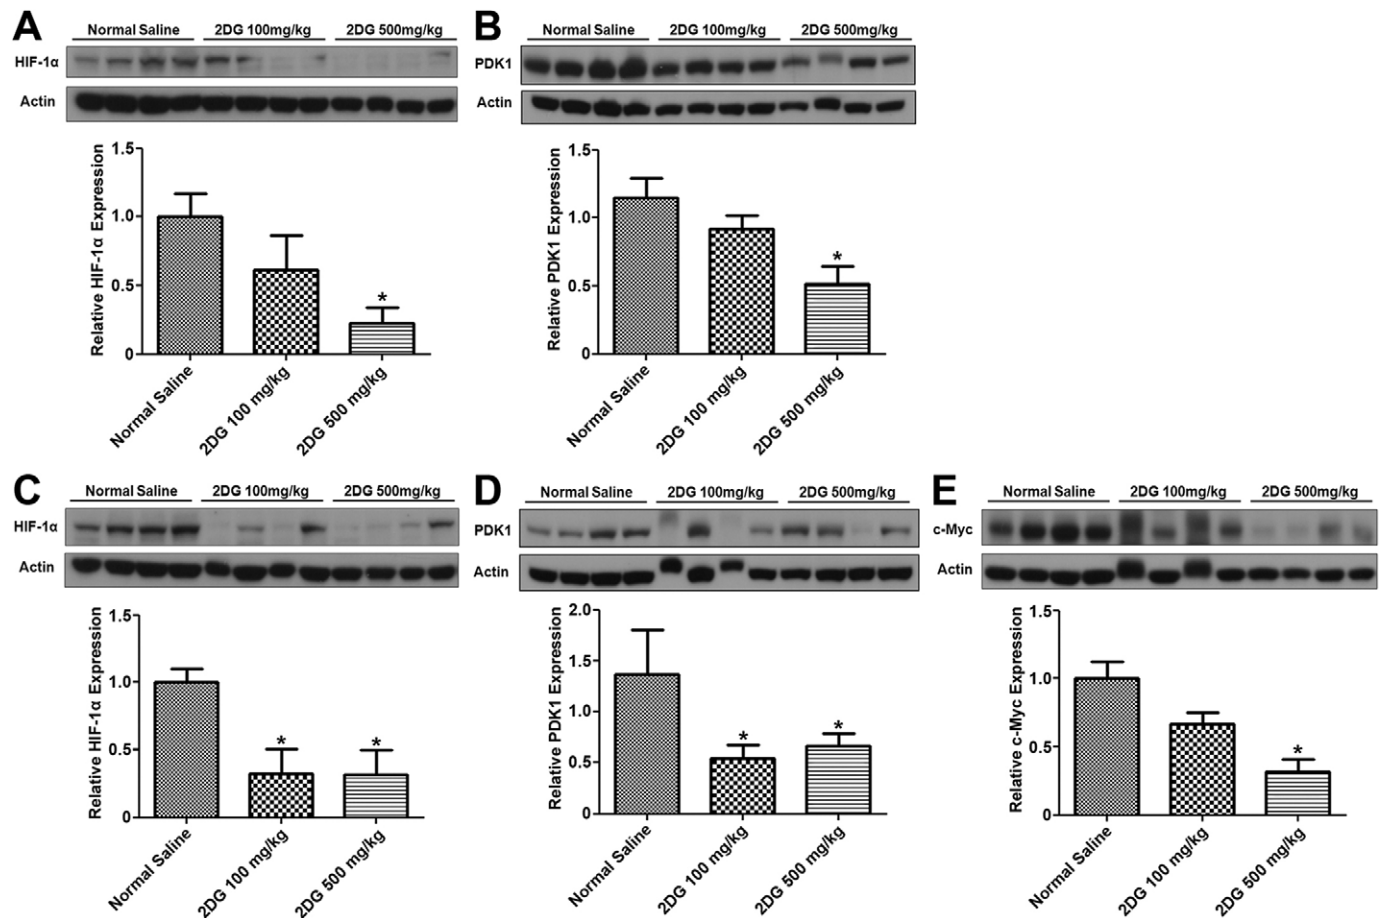 A
Normal Saline 2DG 100mg/kg 2DG 500mg/kg
HIF-1α
Actin
Relative HIF-1α Expression
1.5
1.0
0.5
0
*
Normal Saline
2DG 100 mg/kg
2DG 500 mg/kg
B
Normal Saline 2DG 100mg/kg 2DG 500mg/kg
PDK1
Actin
Relative PDK1 Expression
1.5
1.0
0.5
0
*
Normal Saline
2DG 100 mg/kg
2DG 500 mg/kg
C
Normal Saline 2DG 100mg/kg 2DG 500mg/kg
HIF-1α
Actin
Relative HIF-1α Expression
1.5
1.0
0.5
0
* *
Normal Saline
2DG 100 mg/kg
2DG 500 mg/kg
D
Normal Saline 2DG 100mg/kg 2DG 500mg/kg
PDK1
Actin
Relative PDK1 Expression
2.0
1.5
1.0
0.5
0
* *
Normal Saline
2DG 100 mg/kg
2DG 500 mg/kg
E
Normal Saline 2DG 100mg/kg 2DG 500mg/kg
c-Myc
Actin
Relative c-Myc Expression
1.5
1.0
0.5
0
*
Normal Saline
2DG 100 mg/kg
2DG 500 mg/kg